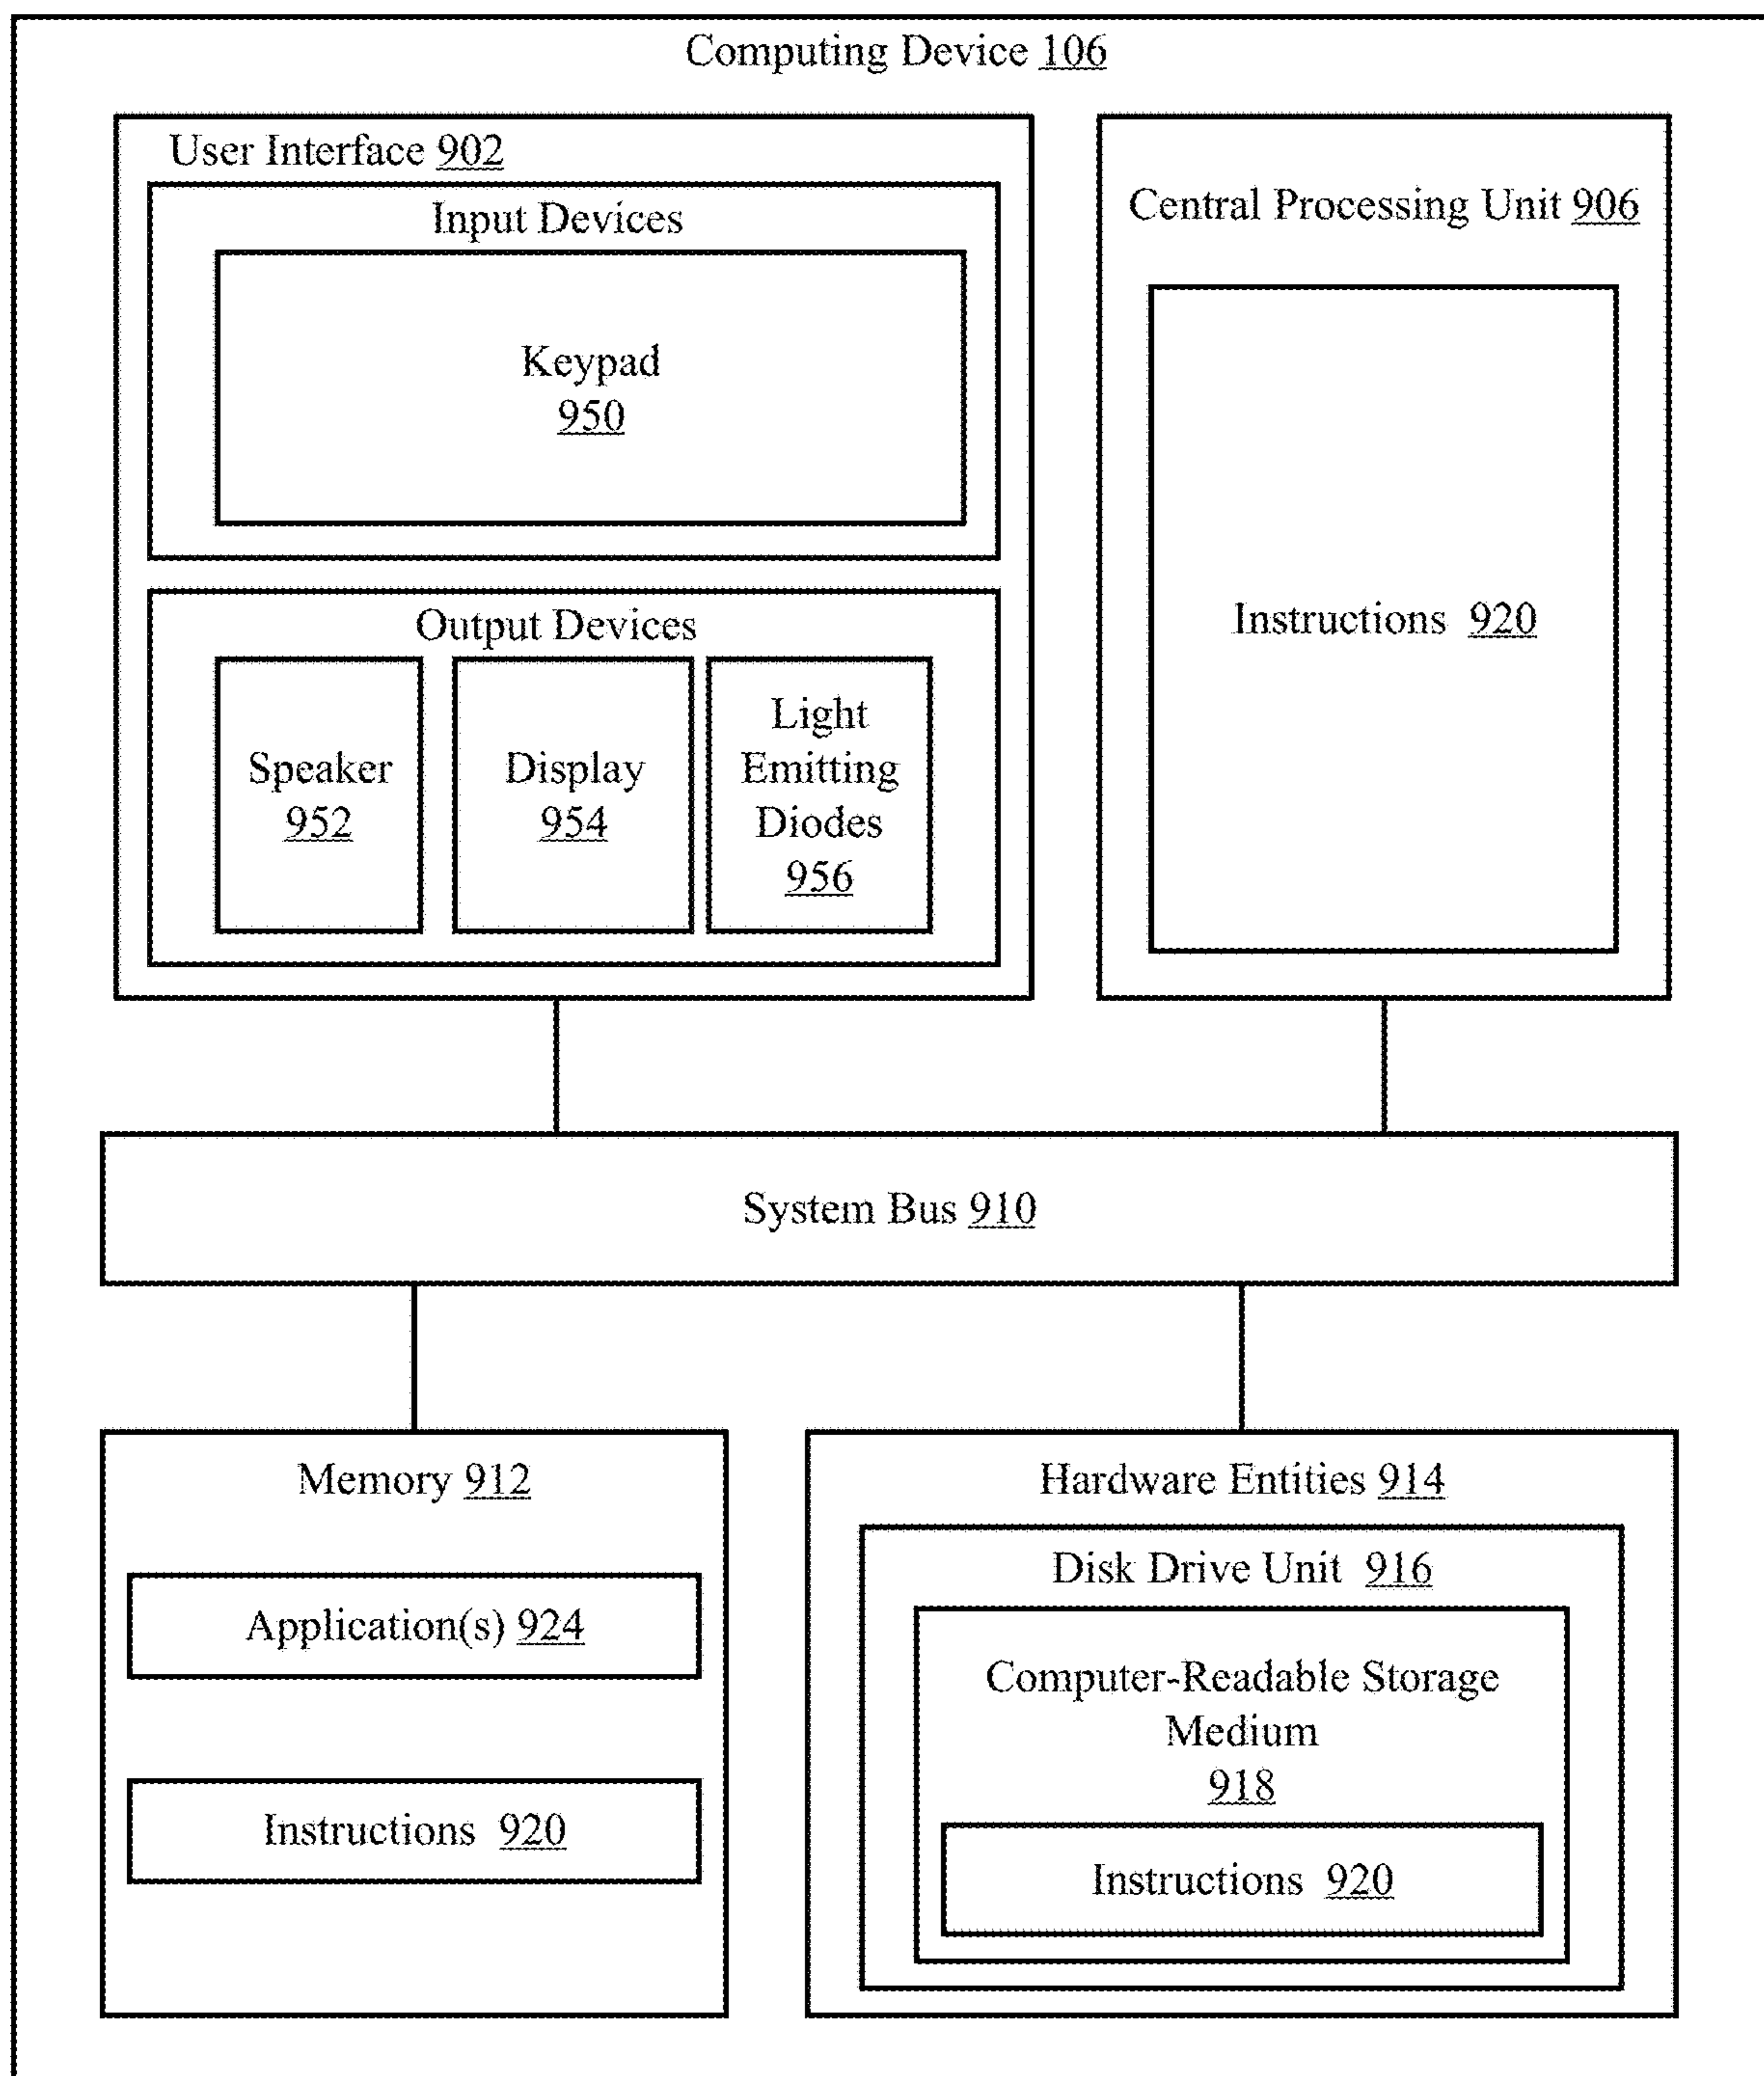 Computing Device 106
User Interface 902
Input Devices
Keypad
950
Output Devices
Speaker
952
Display
954
Light
Emitting
Diodes
956
Central Processing Unit 906
Instructions 920
System Bus 910
Memory 912
Application(s) 924
Instructions 920
Hardware Entities 914
Disk Drive Unit 916
Computer-Readable Storage
Medium
918
Instructions 920